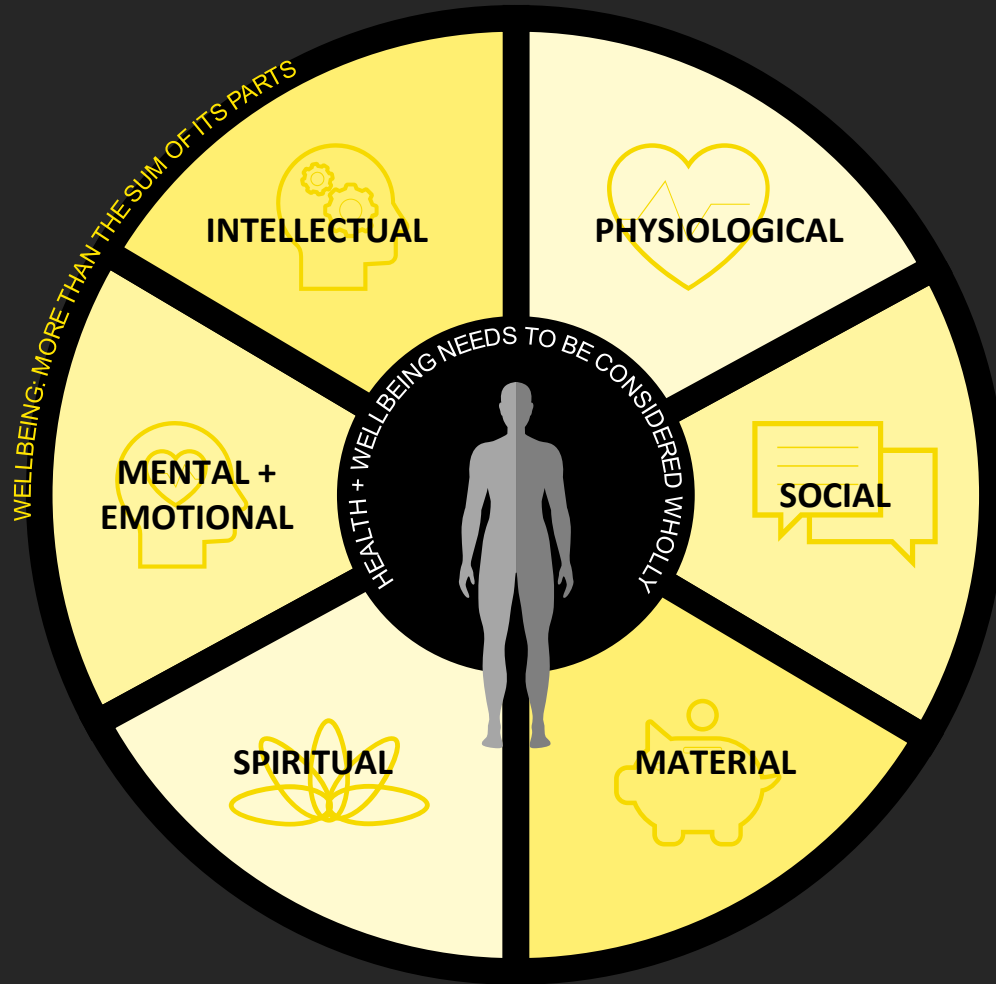 WELLBEING: MORE THAN THE SUM OF ITS PARTS
INTELLECTUAL
PHYSIOLOGICAL
HEALTH + WELLBEING NEEDS TO BE CONSIDERED WHOLLY
MENTAL +
EMOTIONAL
SOCIAL
SPIRITUAL
MATERIAL